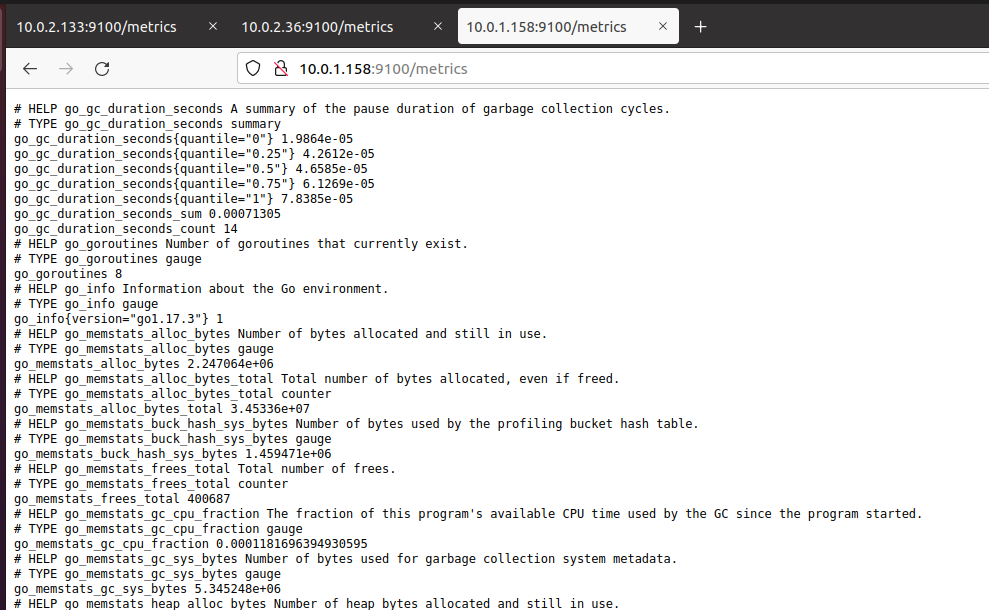 10.0.2.133:9100/metrics
10.0.2.36:9100/metrics
10.0.1.158:9100/metrics
10.0.1.158:9100/metrics
# HELP go_gc_duration_seconds A summary of the pause duration of garbage collection cycles.
# TYPE go_gc_duration_seconds summary
go_gc_duration_seconds{quantile="0"} 1.9864e-05
go_gc_duration_seconds{quantile="0.25"} 4.2612e-05
go_gc_duration_seconds{quantile="0.5"} 4.6585e-05
go_gc_duration_seconds{quantile="0.75"} 6.1269e-05
go_gc_duration_seconds{quantile="1"} 7.8385e-05
go_gc_duration_seconds_sum 0.00071305
go_gc_duration_seconds_count 14
# HELP go_goroutines Number of goroutines that currently exist.
# TYPE go_goroutines gauge
go_goroutines 8
# HELP go_info Information about the Go environment.
# TYPE go_info gauge
go_info{version="go1.17.3"} 1
# HELP go_memstats_alloc_bytes Number of bytes allocated and still in use.
# TYPE go_memstats_alloc_bytes gauge
go_memstats_alloc_bytes 2.247064e+06
# HELP go_memstats_alloc_bytes_total Total number of bytes allocated, even if freed.
# TYPE go_memstats_alloc_bytes_total counter
go_memstats_alloc_bytes_total 3.45336e+07
# HELP go_memstats_buck_hash_sys_bytes Number of bytes used by the profiling bucket hash table.
# TYPE go_memstats_buck_hash_sys_bytes gauge
go_memstats_buck_hash_sys_bytes 1.459471e+06
# HELP go_memstats_frees_total Total number of frees.
# TYPE go_memstats_frees_total counter
go_memstats_frees_total 400687
# HELP go_memstats_gc_cpu_fraction The fraction of this program's available CPU time used by the GC since the program started.
# TYPE go_memstats_gc_cpu_fraction gauge
go_memstats_gc_cpu_fraction 0.0001181696394930595
# HELP go_memstats_gc_sys_bytes Number of bytes used for garbage collection system metadata.
# TYPE go_memstats_gc_sys_bytes gauge
go_memstats_gc_sys_bytes 5.345248e+06
# HELP go_memstats_heap_alloc_bytes Number of heap bytes allocated and still in use.